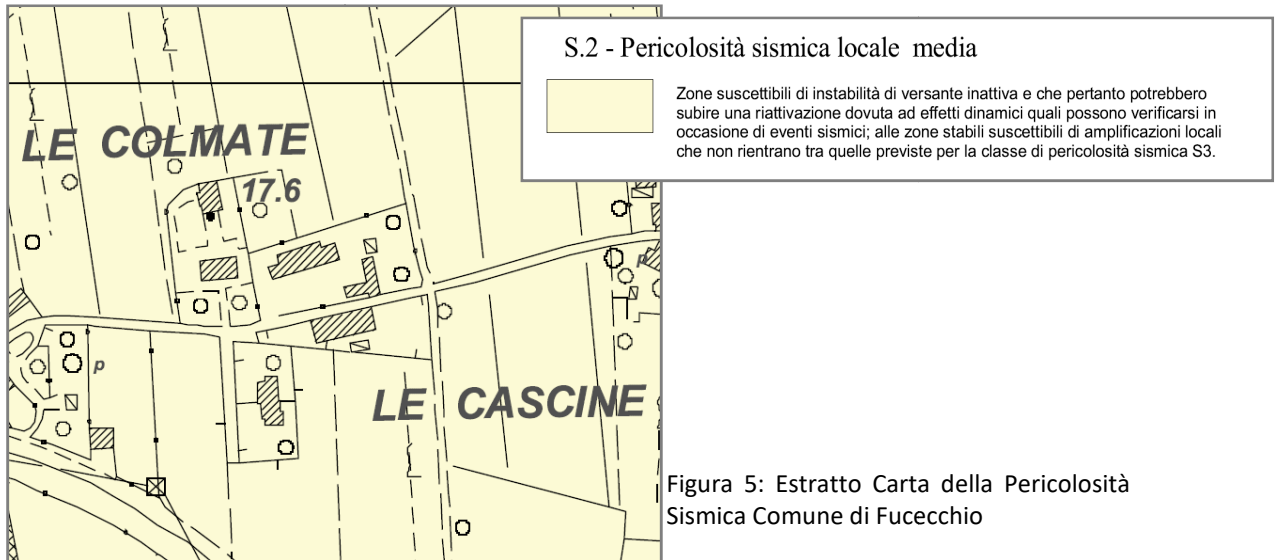 S.2 - Pericolosità sismica locale media
Zone suscettibili di instabilità di versante inattiva e che pertanto potrebbero
subire una riattivazione dovuta ad effetti dinamici quali possono verificarsi in
occasione di eventi sismici; alle zone stabili suscettibili di amplificazioni locali
che non rientrano tra quelle previste per la classe di pericolosità sismica S3.
LE COLMATE
17.6
p
p
LE CASCINE
Figura 5: Estratto Carta della Pericolosità
Sismica Comune di Fucecchio